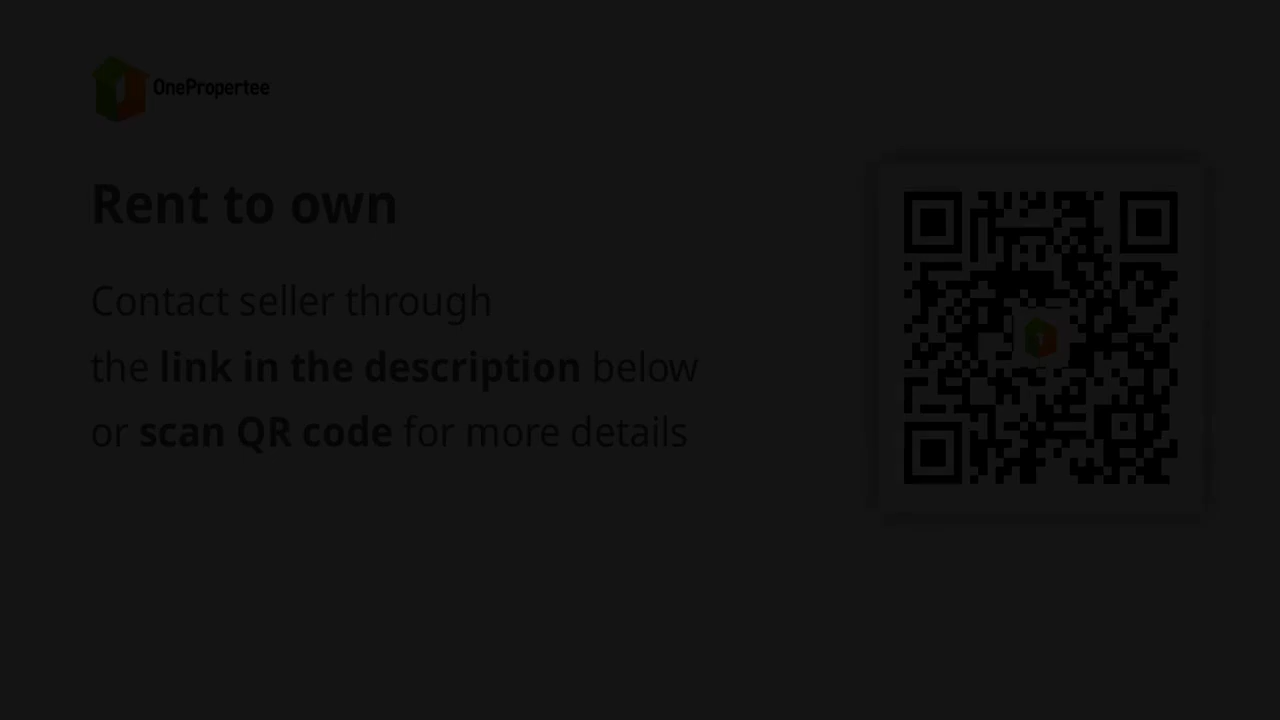 OnePropertee
Rent to own
Contact seller through
the link in the description below
or scan QR code for more details